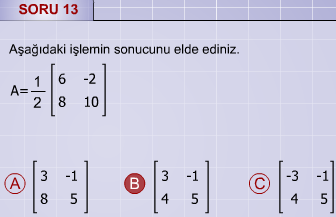 SORU 13
Aşağıdaki işlemin sonucunu elde ediniz.
A= 1/2 [6 -2
8 10]
A [3 -1
8 5]
B [3 -1
4 5]
C [-3 -1
4 5]